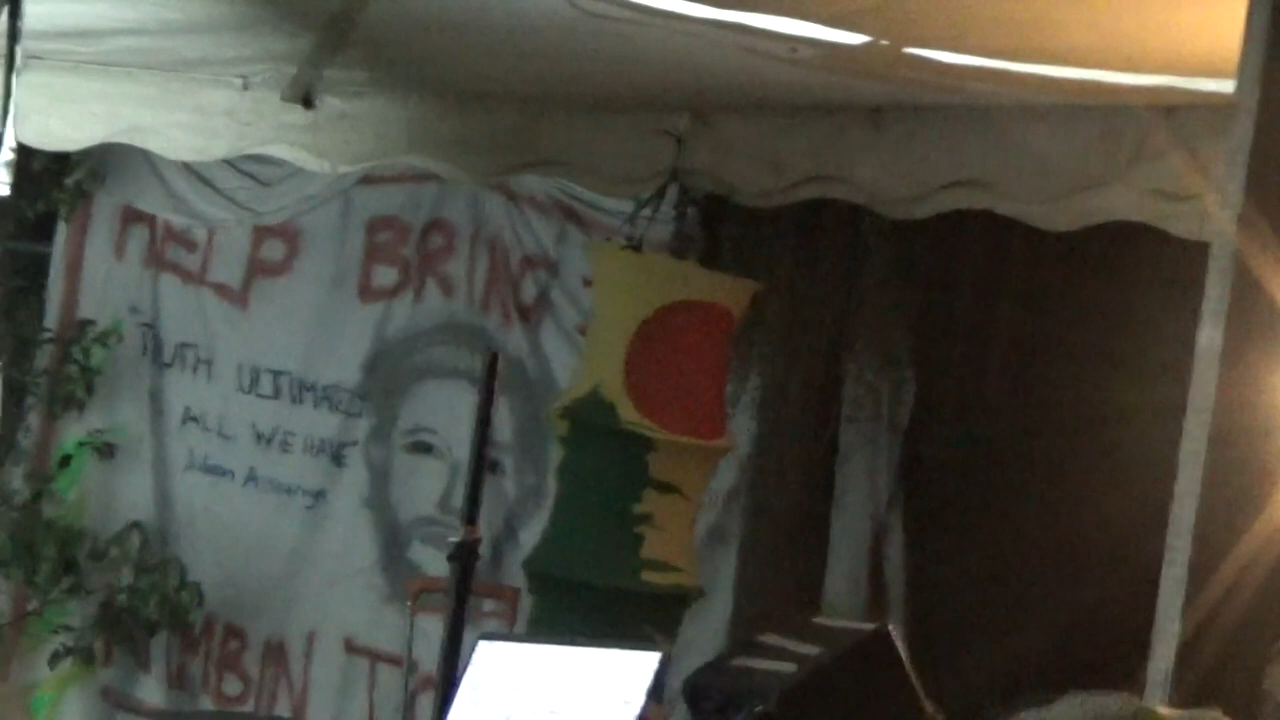 HELP BRING
TRUTH ULTIMATELY
ALL WE HAVE
Julian Assange
NIMBIN